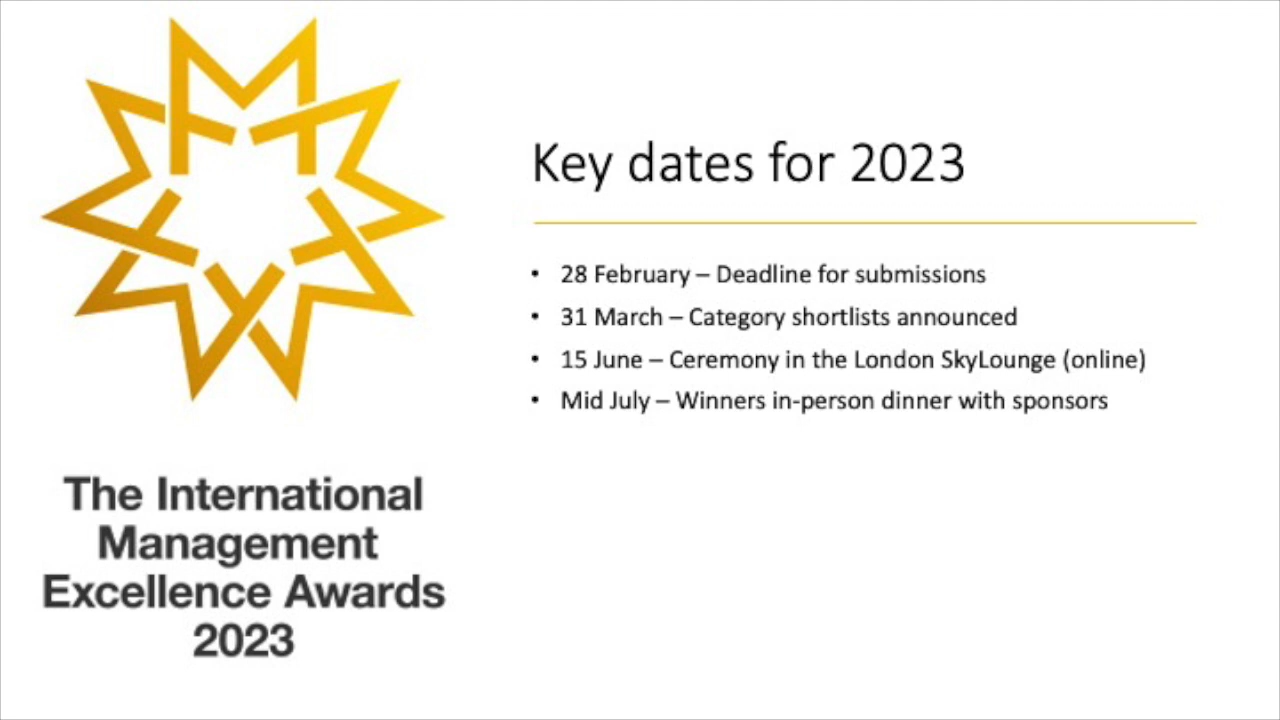 Key dates for 2023
• 28 February – Deadline for submissions
• 31 March – Category shortlists announced
• 15 June – Ceremony in the London SkyLounge (online)
• Mid July – Winners in-person dinner with sponsors
The International
Management
Excellence Awards
2023